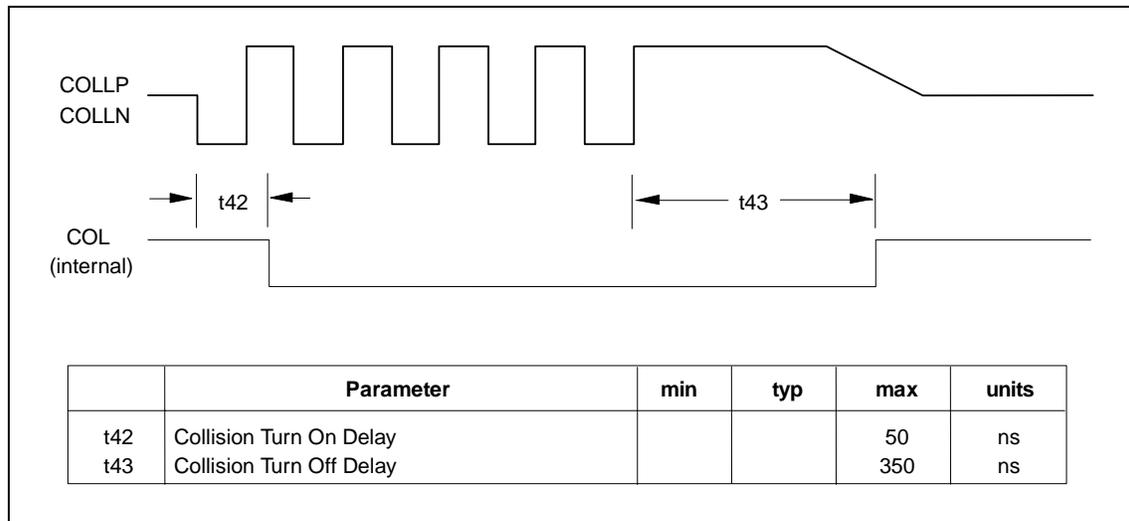 COLLP
COLLN
t42
t43
COL
(internal)
Parameter min typ max units
t42 Collision Turn On Delay 50 ns
t43 Collision Turn Off Delay 350 ns